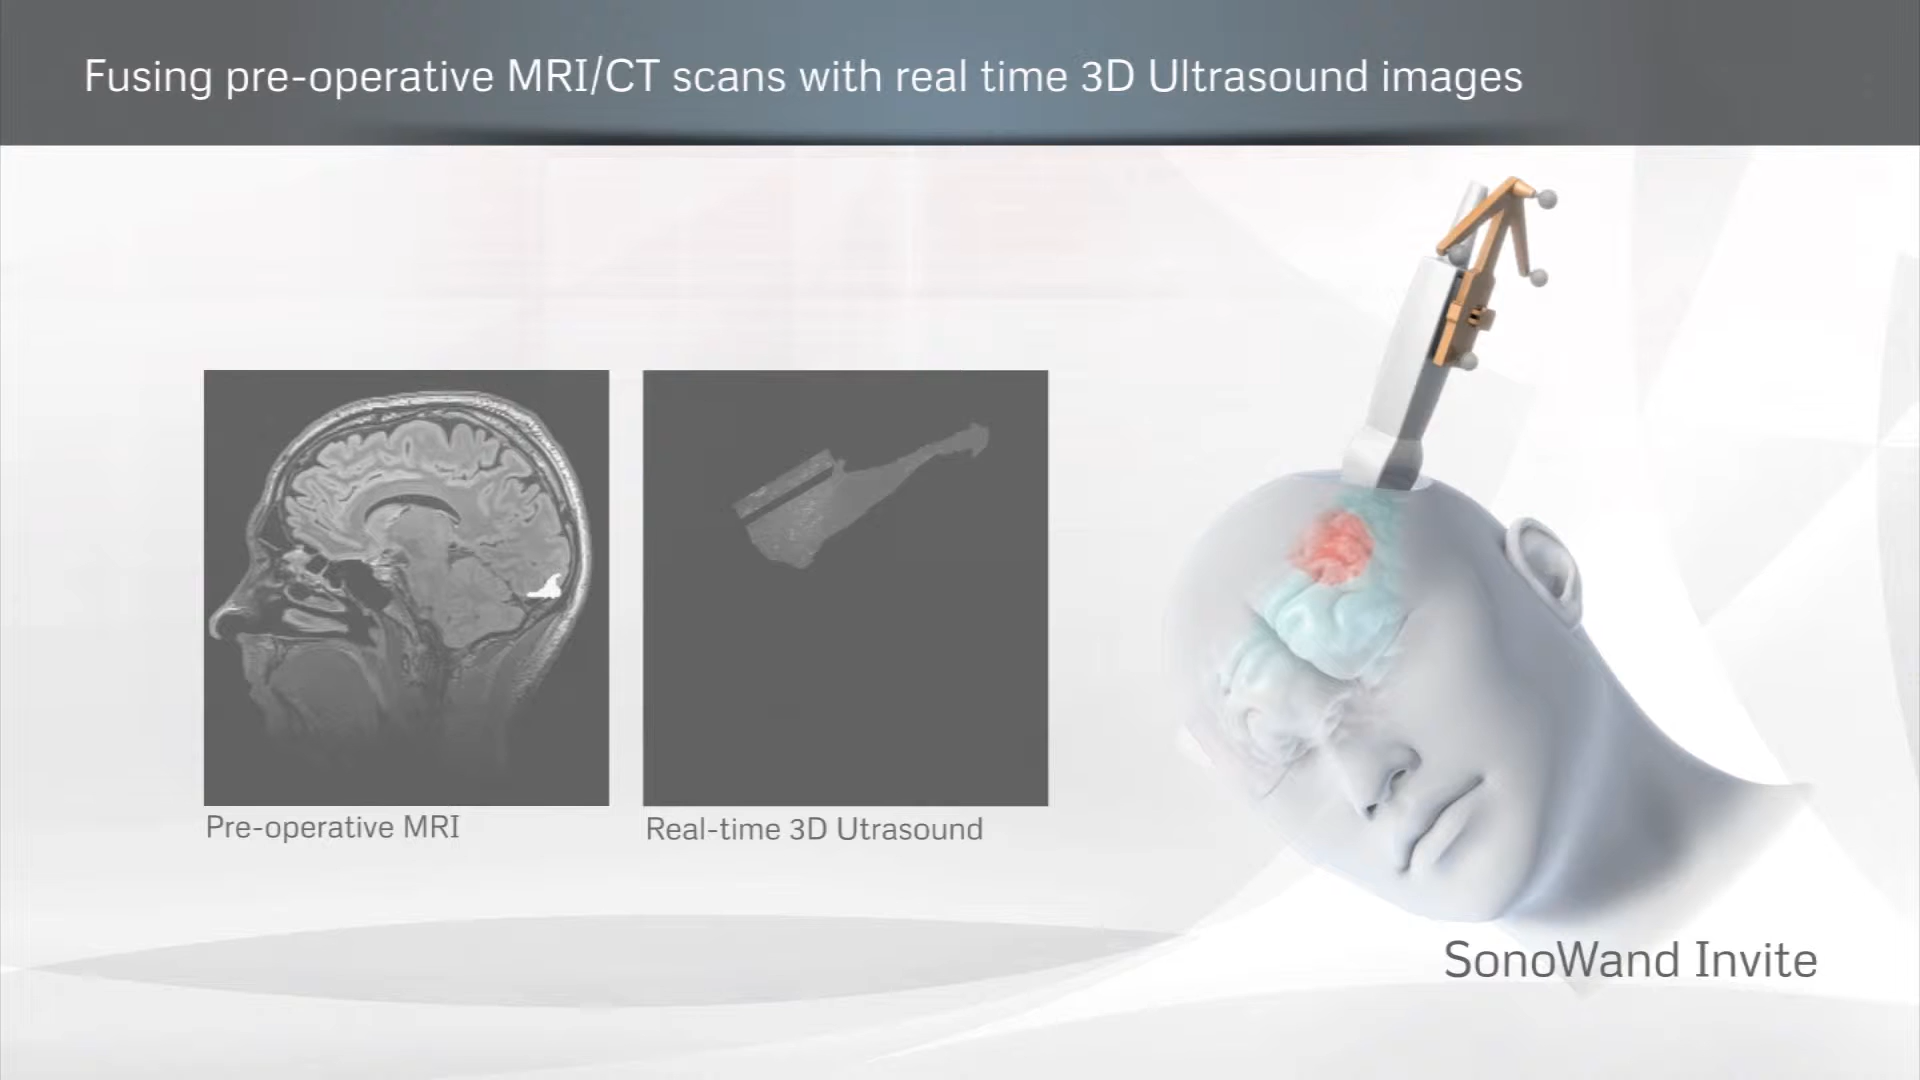 Fusing pre-operative MRI/CT scans with real time 3D Ultrasound images
Pre-operative MRI
Real-time 3D Utrasound
SonoWand Invite